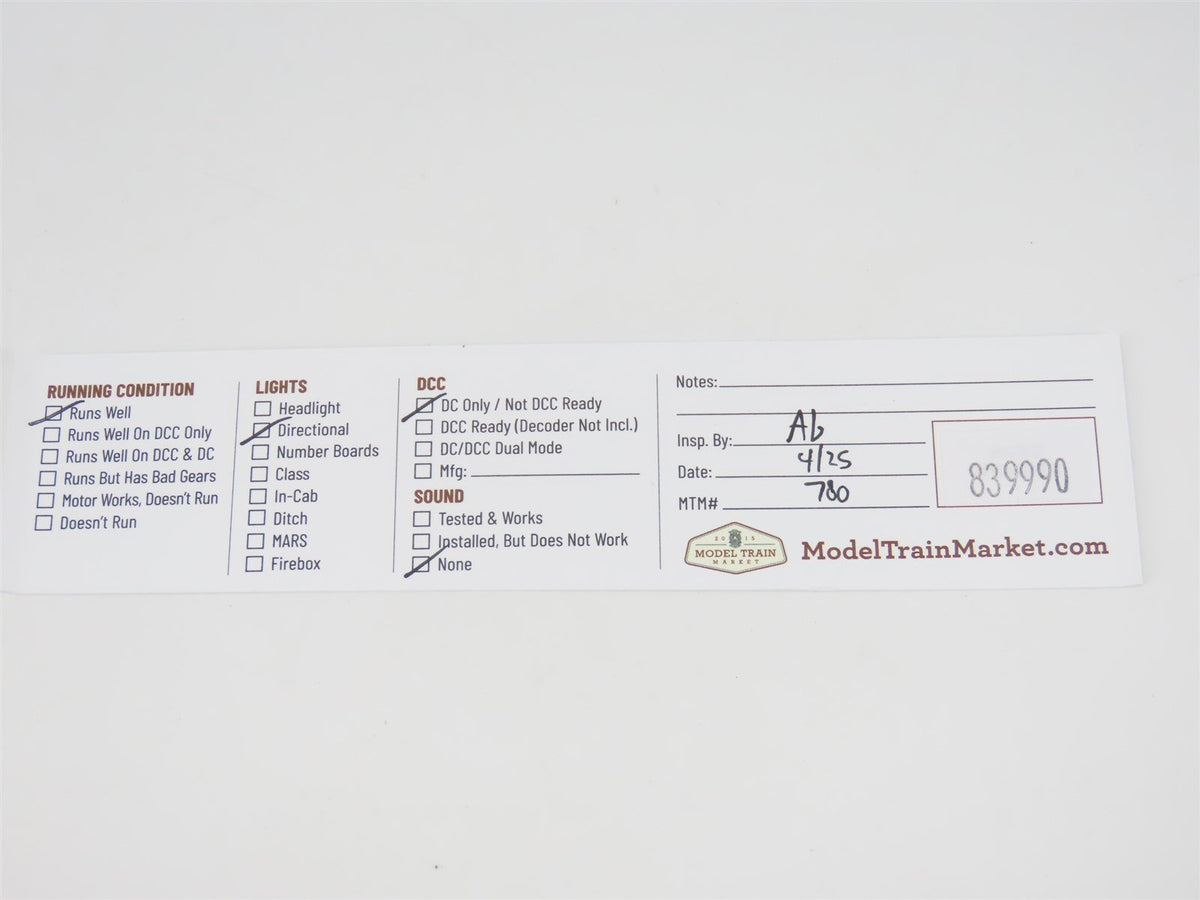 RUNNING CONDITION
Runs Well
Runs Well On DCC Only
Runs Well On DCC & DC
Runs But Has Bad Gears
Motor Works, Doesn't Run
Doesn't Run
LIGHTS
Headlight
Directional
Number Boards
Class
In-Cab
Ditch
MARS
Firebox
DCC
DC Only / Not DCC Ready
DCC Ready (Decoder Not Incl.)
DC/DCC Dual Mode
Mfg:
SOUND
Tested & Works
Installed, But Does Not Work
None
Notes:
Insp. By: Ab
Date: 4/25
MTM# 780
839990
2015
MODEL TRAIN
MARKET
ModelTrainMarket.com